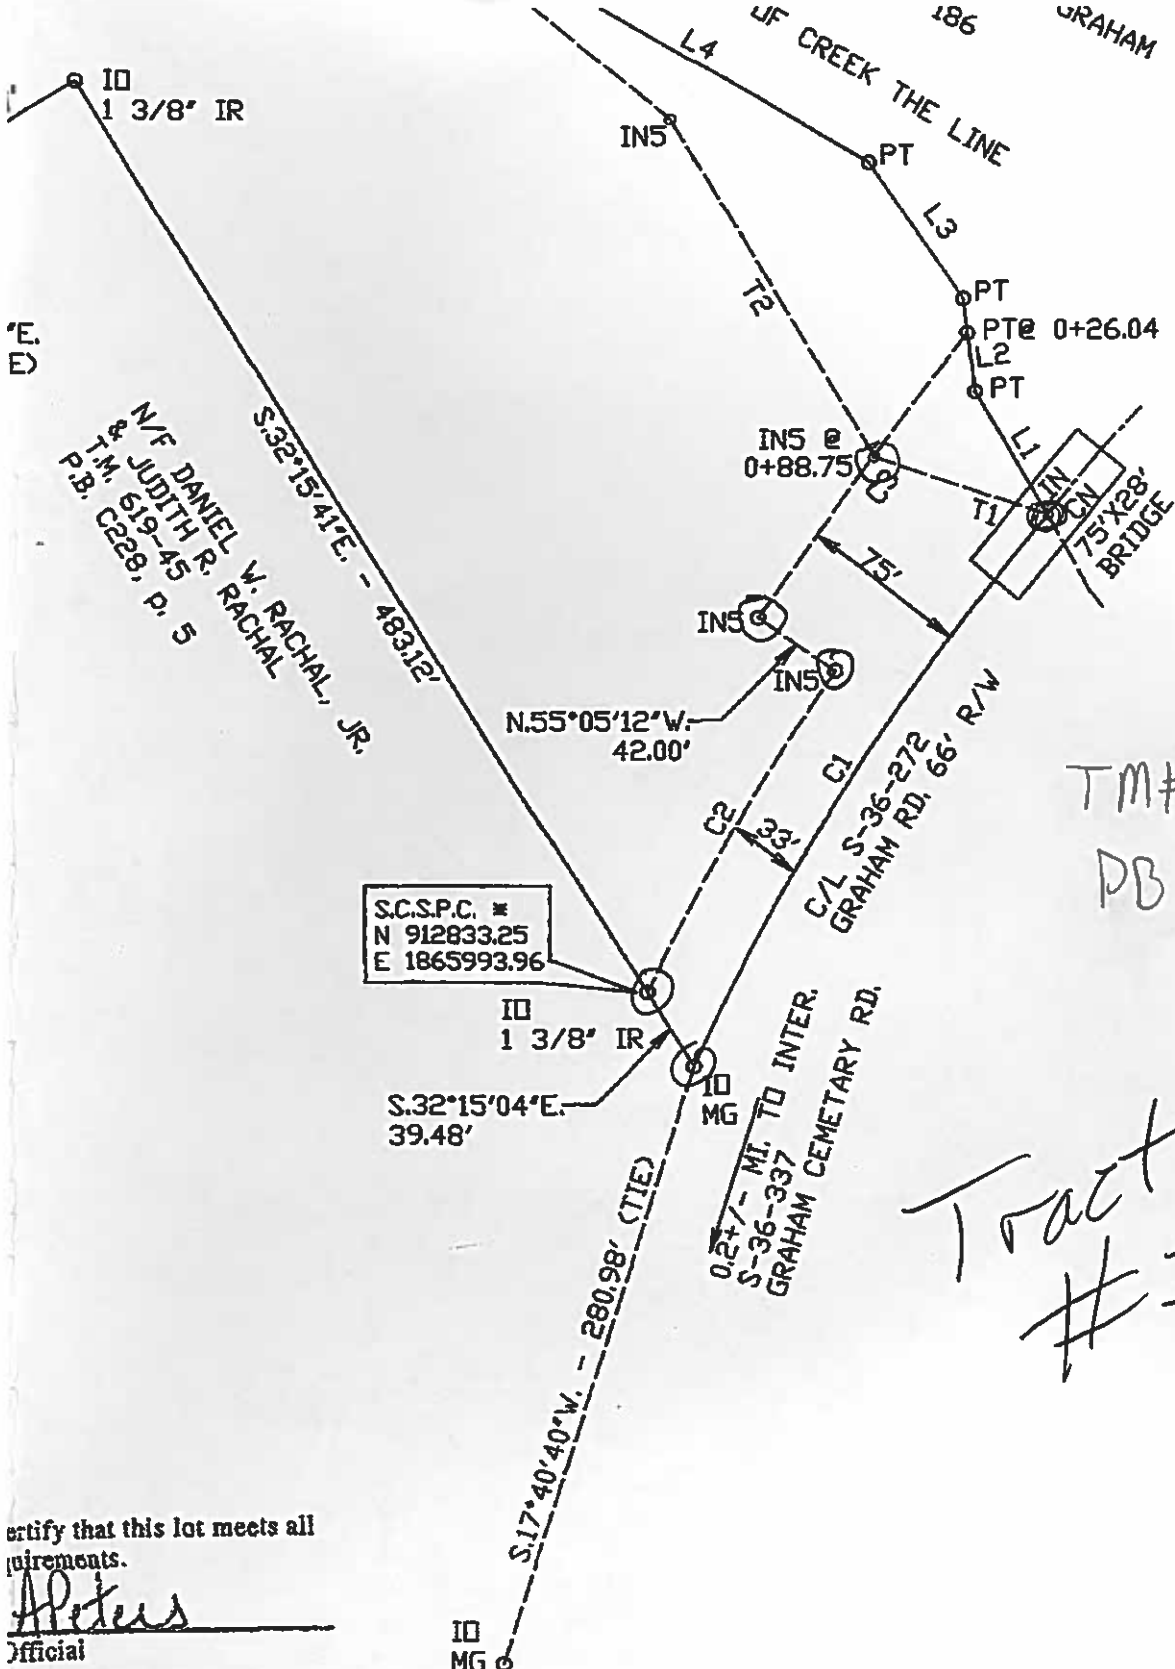 186
GRAHAM
OF CREEK THE LINE
L4
IO
1 3/8" IR
IN5
PT
L3
T2
PT
PT@ 0+26.04
L2
PT
"E.
E)
S.32°15'41"E. - 483.12'
N/F DANIEL W. RACHAL, JR.
& JUDITH R. RACHAL
T.M. 619-45
P.B. C228, P. 5
IN5 @
0+88.75
C3
L1
T1
IN
CN
75'X28'
BRIDGE
75'
IN5
IN5
N.55°05'12"W.
42.00'
C1
C2
33'
C/L S-36-272
GRAHAM RD. 66' R/W
TM#
PB
S.C.S.P.C. *
N 912833.25
E 1865993.96
IO
1 3/8" IR
S.32°15'04"E.
39.48'
IO
MG
0.2+/- MI. TO INTER.
S-36-337
GRAHAM CEMETARY RD.
Tract
#
S.17°40'40"W. - 280.98' (TIE)
ertify that this lot meets all
quirements.
APeters
Official
IO
MG